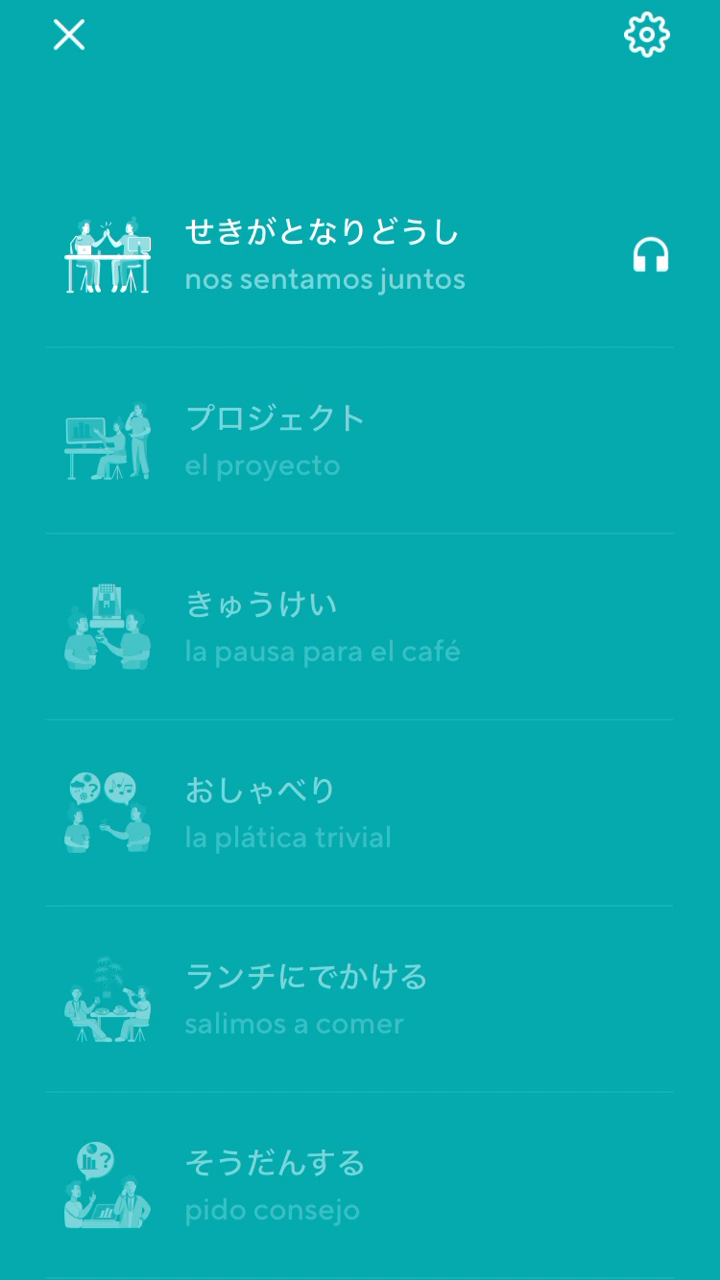 せきがとなりどうし
nos sentamos juntos
プロジェクト
el proyecto
きゅうけい
la pausa para el café
おしゃべり
la plática trivial
ランチにでかける
salimos a comer
そうだんする
pido consejo